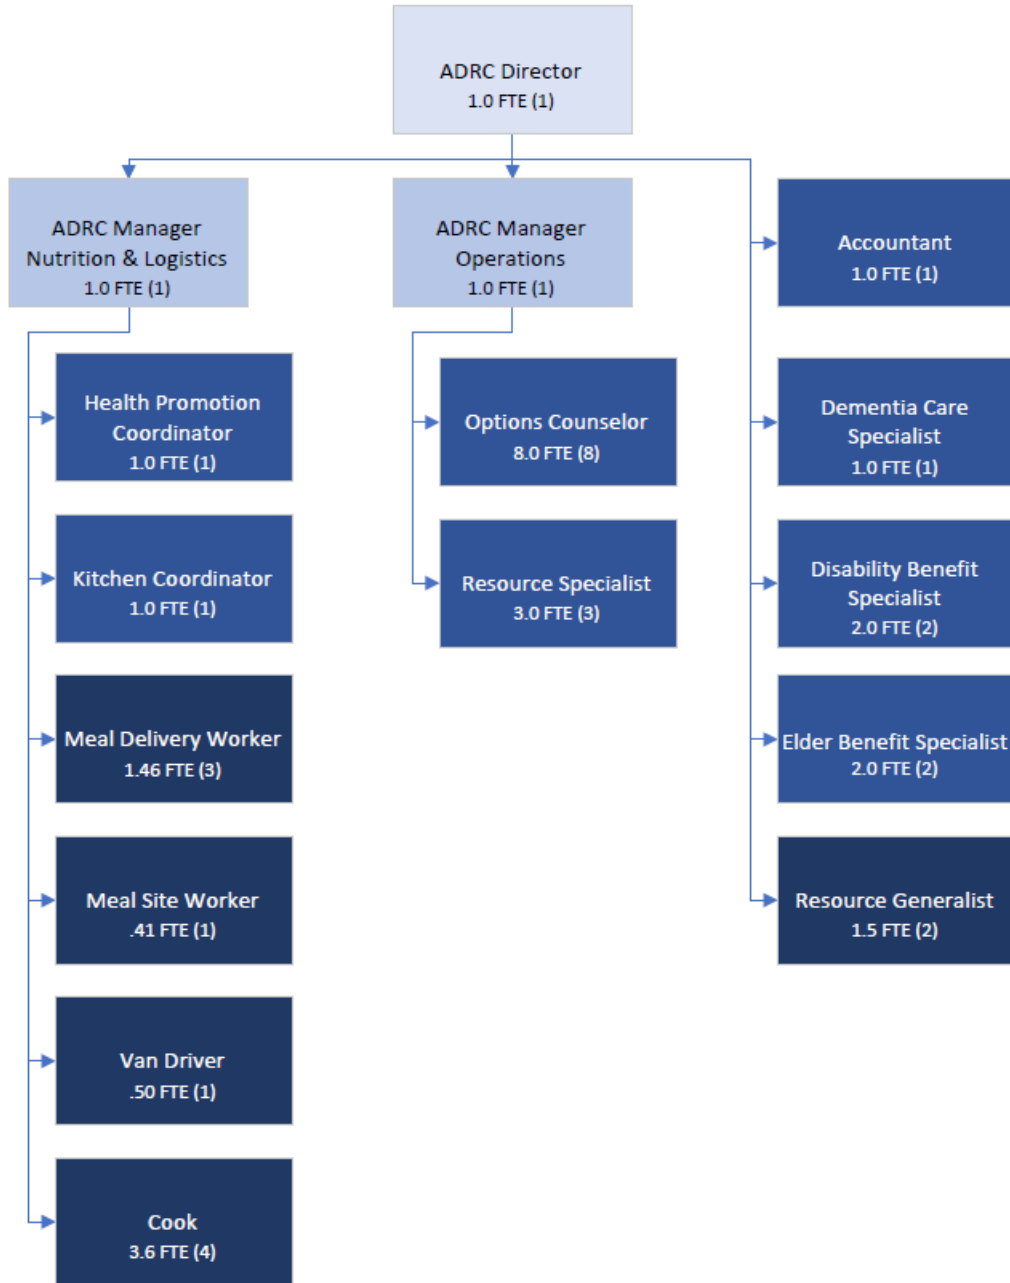 ADRC Director
1.0 FTE (1)
ADRC Manager
Nutrition & Logistics
1.0 FTE (1)
ADRC Manager
Operations
1.0 FTE (1)
Accountant
1.0 FTE (1)
Health Promotion
Coordinator
1.0 FTE (1)
Options Counselor
8.0 FTE (8)
Dementia Care
Specialist
1.0 FTE (1)
Kitchen Coordinator
1.0 FTE (1)
Resource Specialist
3.0 FTE (3)
Disability Benefit
Specialist
2.0 FTE (2)
Meal Delivery Worker
1.46 FTE (3)
Elder Benefit Specialist
2.0 FTE (2)
Meal Site Worker
.41 FTE (1)
Resource Generalist
1.5 FTE (2)
Van Driver
.50 FTE (1)
Cook
3.6 FTE (4)